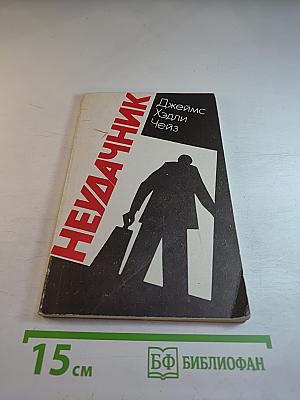 НЕУДАЧНИК
Джеймс
Хэдли
Чейз
15 см
БФ БИБЛИОФАН